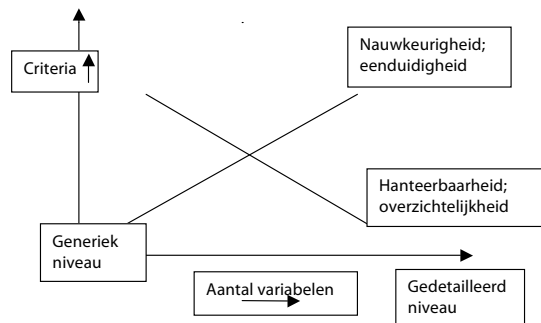 Nauwkeurigheid;
eenduidigheid
Criteria
Hanteerbaarheid;
overzichtelijkheid
Generiek
niveau
Aantal variabelen
Gedetailleerd
niveau